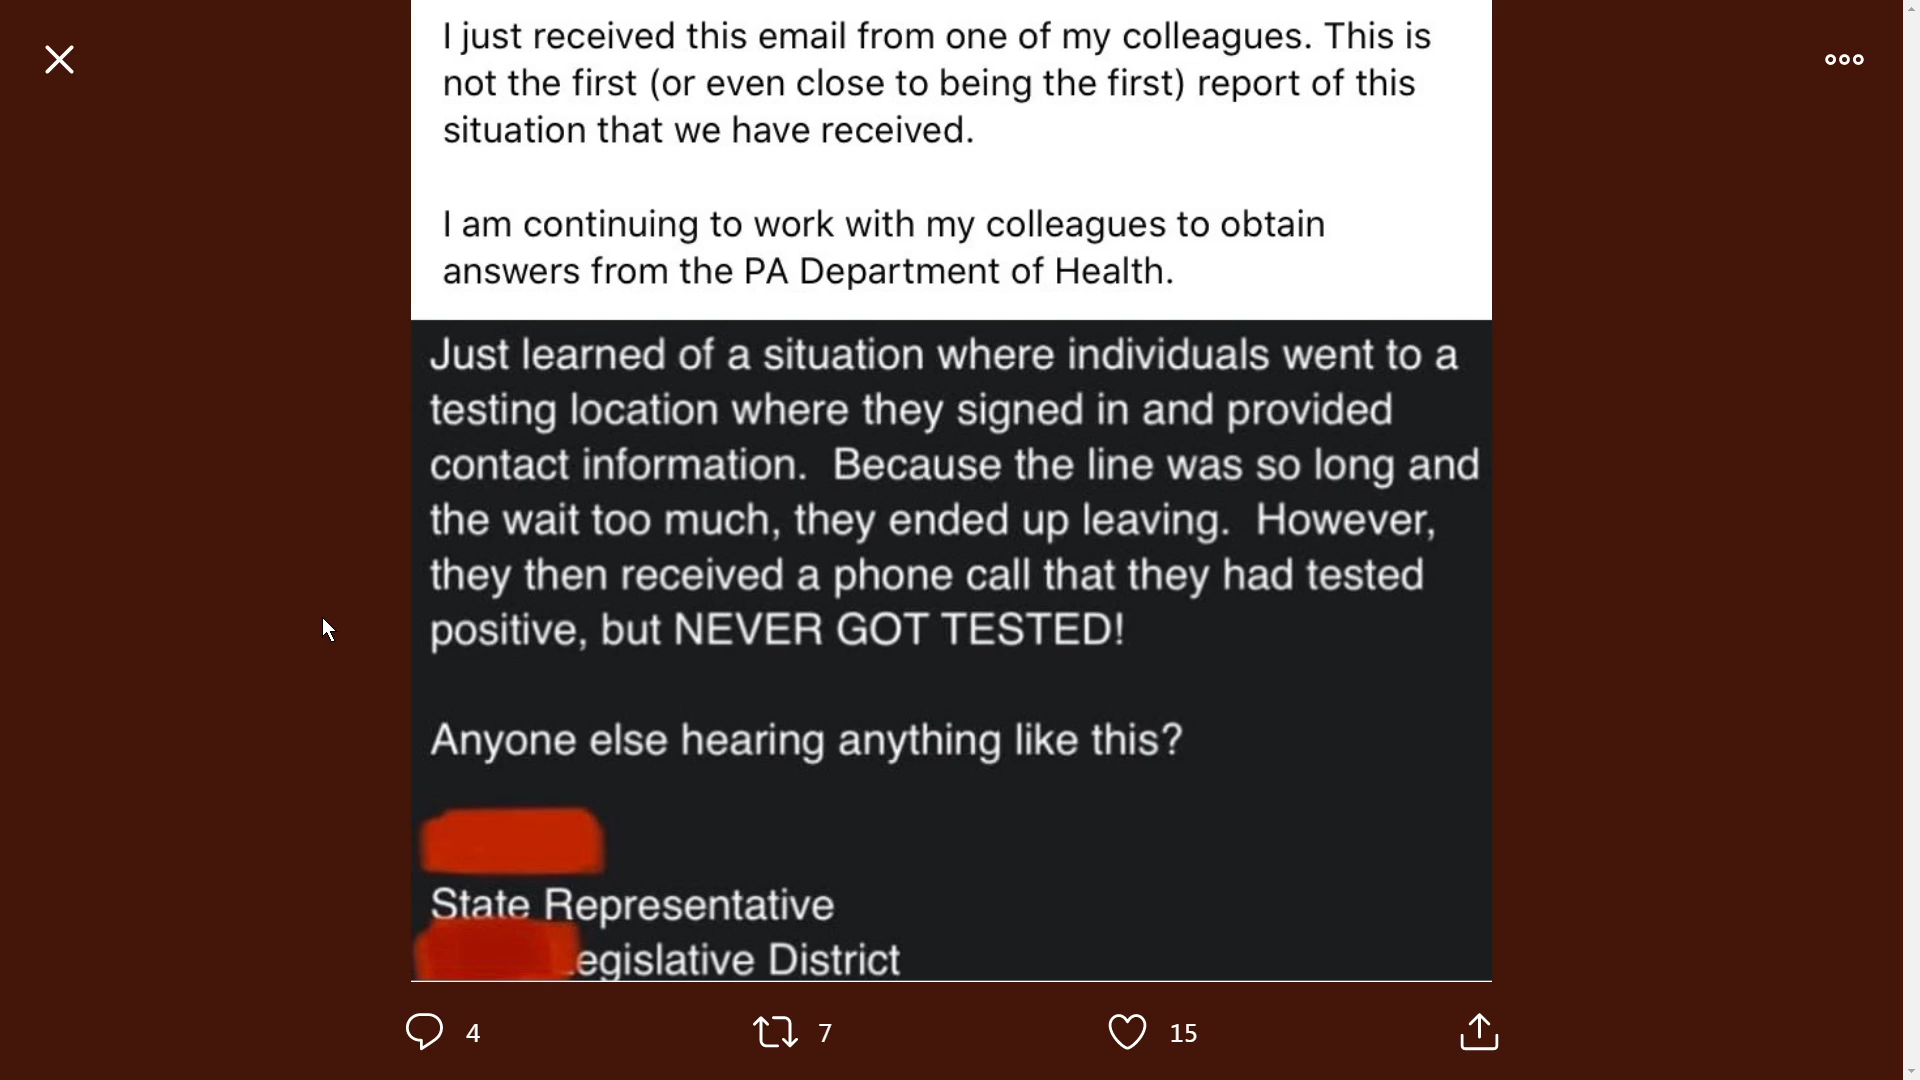 I just received this email from one of my colleagues. This is
not the first (or even close to being the first) report of this
situation that we have received.
I am continuing to work with my colleagues to obtain
answers from the PA Department of Health.
Just learned of a situation where individuals went to a
testing location where they signed in and provided
contact information.  Because the line was so long and
the wait too much, they ended up leaving.  However,
they then received a phone call that they had tested
positive, but NEVER GOT TESTED!
Anyone else hearing anything like this?
State Representative
egislative District
4 7 15